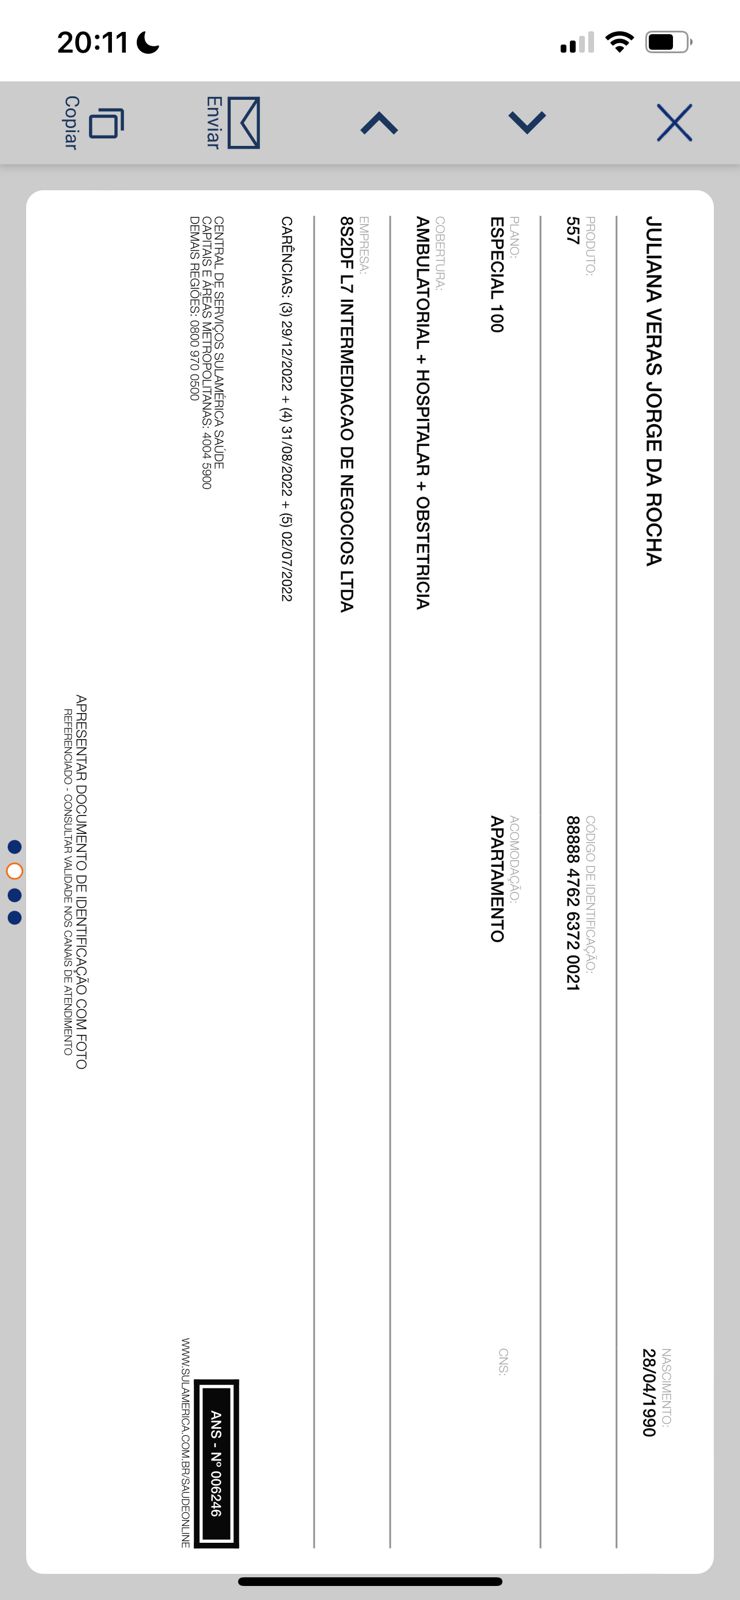 20:11
Copiar
Enviar
JULIANA VERAS JORGE DA ROCHA
NASCIMENTO:
28/04/1990
PRODUTO:
557
CÓDIGO DE IDENTIFICAÇÃO:
88888 4762 6372 0021
PLANO:
ESPECIAL 100
ACOMODAÇÃO:
APARTAMENTO
CNS:
COBERTURA:
AMBULATORIAL + HOSPITALAR + OBSTETRICIA
EMPRESA:
8S2DF L7 INTERMEDIACAO DE NEGOCIOS LTDA
CARÊNCIAS: (3) 29/12/2022 + (4) 31/08/2022 + (5) 02/07/2022
CENTRAL DE SERVIÇOS SULAMÉRICA SAÚDE
CAPITAIS E ÁREAS METROPOLITANAS: 4004 5900
DEMAIS REGIÕES: 0800 970 0500
ANS - Nº 006246
WWW.SULAMERICA.COM.BR/SAUDEONLINE
APRESENTAR DOCUMENTO DE IDENTIFICAÇÃO COM FOTO
REFERENCIADO - CONSULTAR VALIDADE NOS CANAIS DE ATENDIMENTO